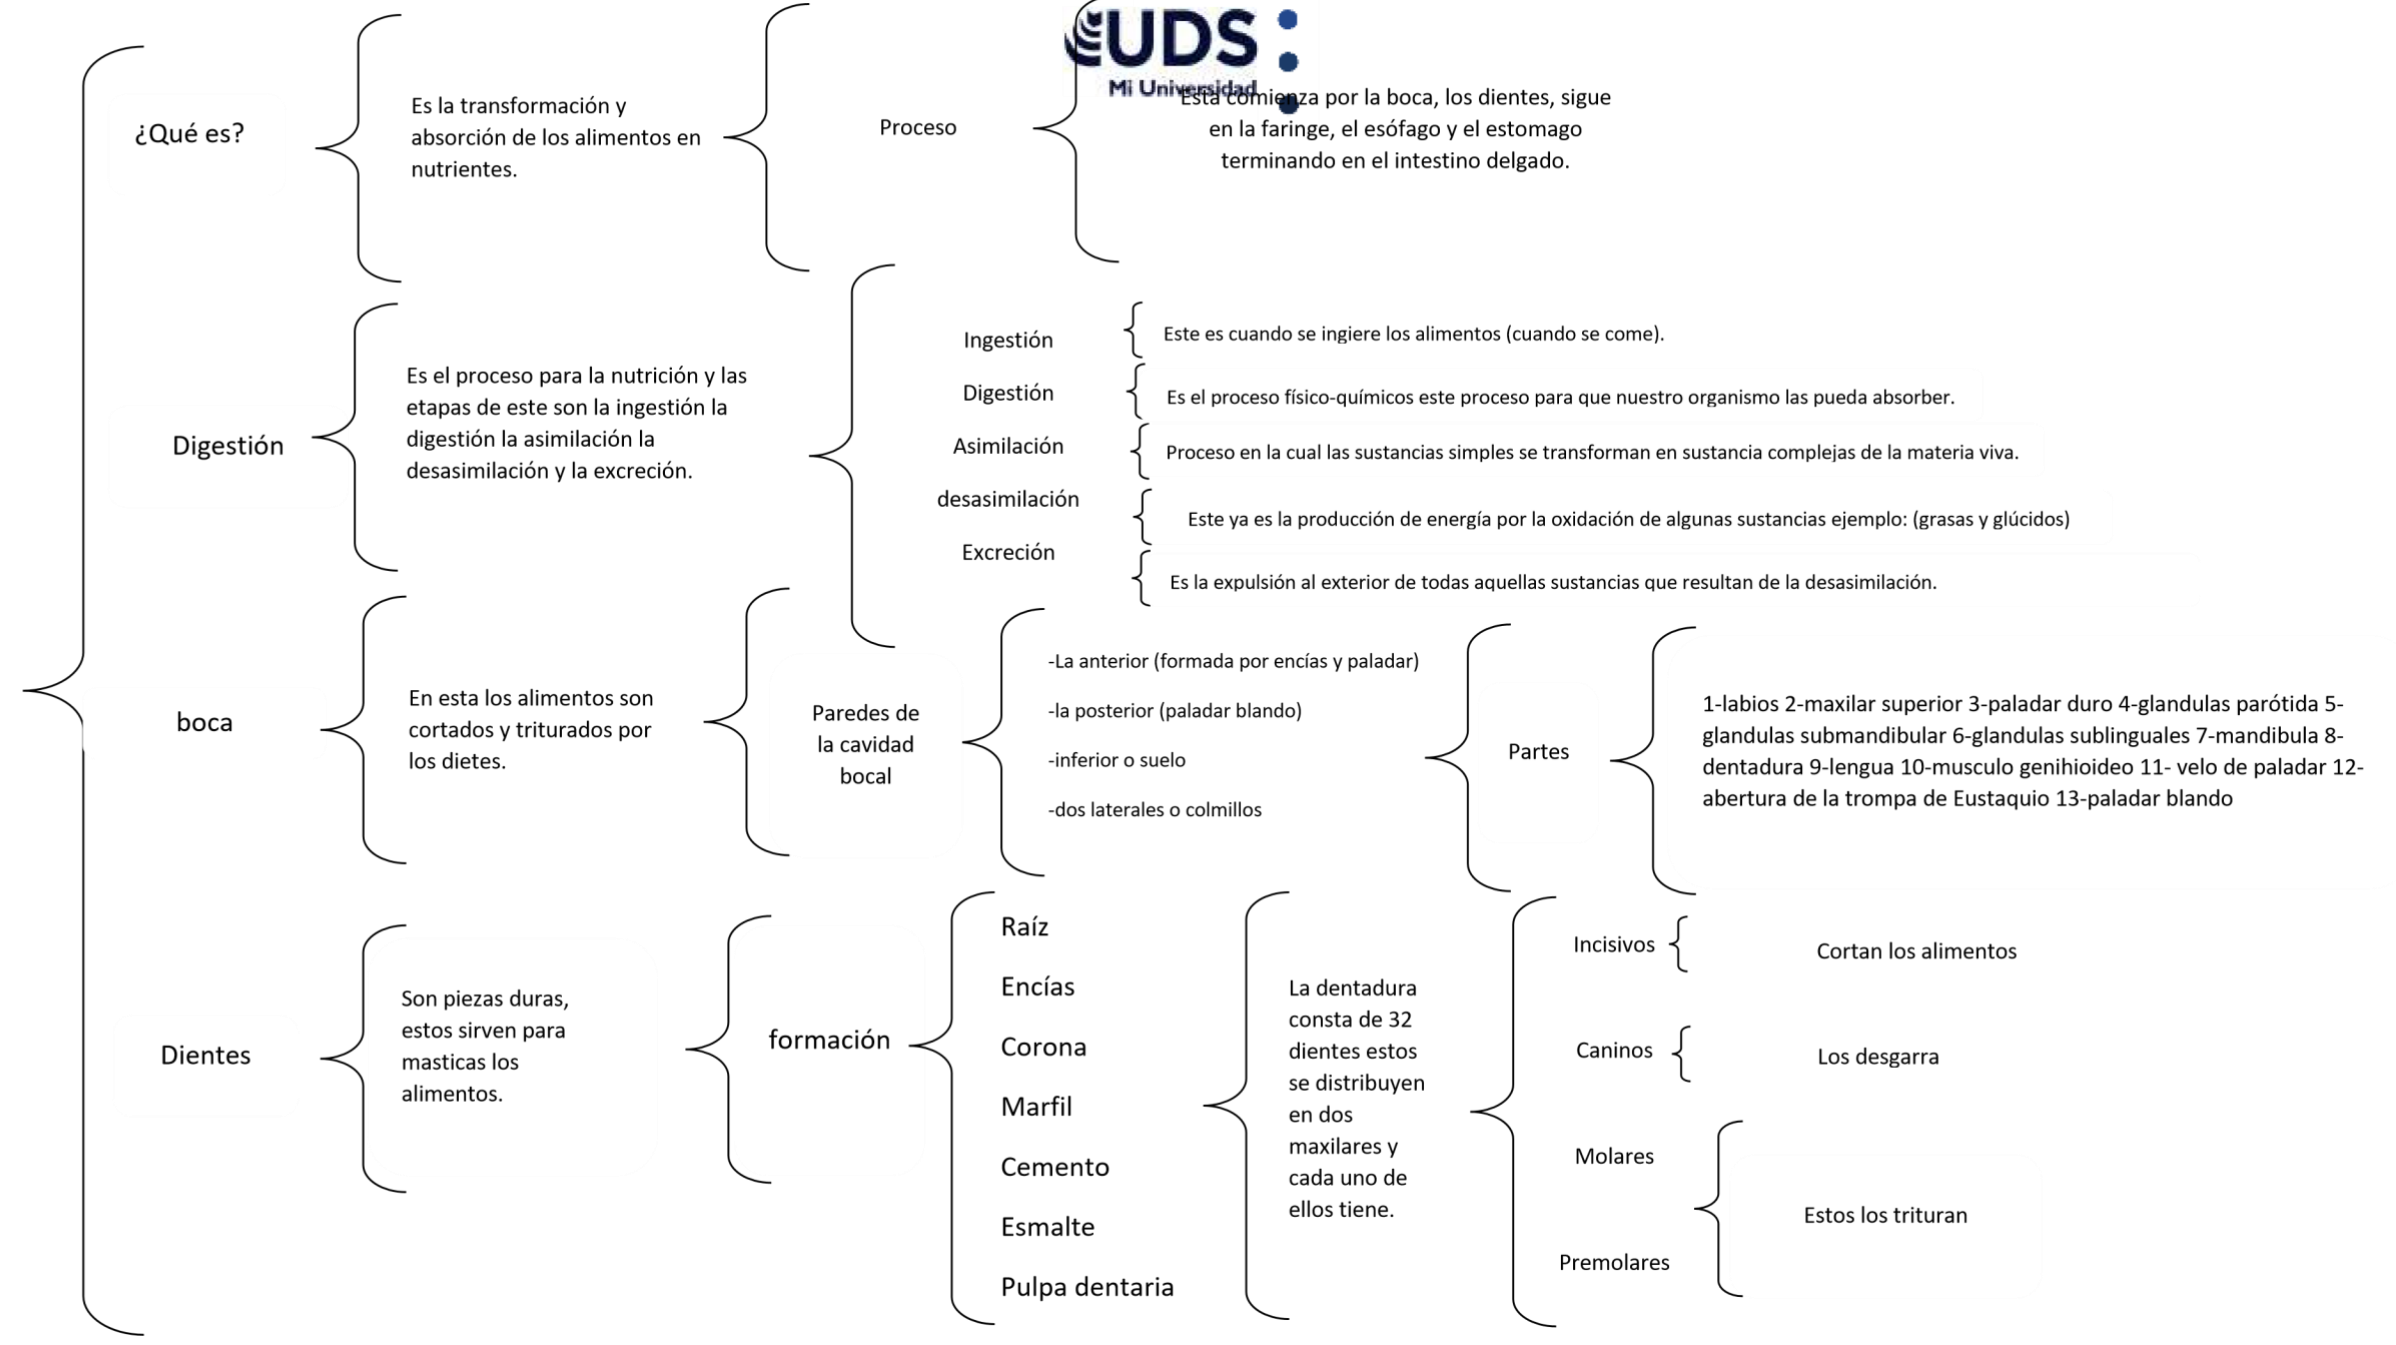 UDS
Mi Universidad
¿Qué es?
Es la transformación y
absorción de los alimentos en
nutrientes.
Proceso
Esta comienza por la boca, los dientes, sigue
en la faringe, el esófago y el estomago
terminando en el intestino delgado.
Digestión
Es el proceso para la nutrición y las
etapas de este son la ingestión la
digestión la asimilación la
desasimilación y la excreción.
Ingestión
Este es cuando se ingiere los alimentos (cuando se come).
Digestión
Es el proceso físico-químicos este proceso para que nuestro organismo las pueda absorber.
Asimilación
Proceso en la cual las sustancias simples se transforman en sustancia complejas de la materia viva.
desasimilación
Este ya es la producción de energía por la oxidación de algunas sustancias ejemplo: (grasas y glúcidos)
Excreción
Es la expulsión al exterior de todas aquellas sustancias que resultan de la desasimilación.
boca
En esta los alimentos son
cortados y triturados por
los dietes.
Paredes de
la cavidad
bocal
-La anterior (formada por encías y paladar)
-la posterior (paladar blando)
-inferior o suelo
-dos laterales o colmillos
Partes
1-labios 2-maxilar superior 3-paladar duro 4-glandulas parótida 5-
glandulas submandibular 6-glandulas sublinguales 7-mandibula 8-
dentadura 9-lengua 10-musculo genihioideo 11- velo de paladar 12-
abertura de la trompa de Eustaquio 13-paladar blando
Dientes
Son piezas duras,
estos sirven para
masticas los
alimentos.
formación
Raíz
Encías
Corona
Marfil
Cemento
Esmalte
Pulpa dentaria
La dentadura
consta de 32
dientes estos
se distribuyen
en dos
maxilares y
cada uno de
ellos tiene.
Incisivos
Cortan los alimentos
Caninos
Los desgarra
Molares
Premolares
Estos los trituran